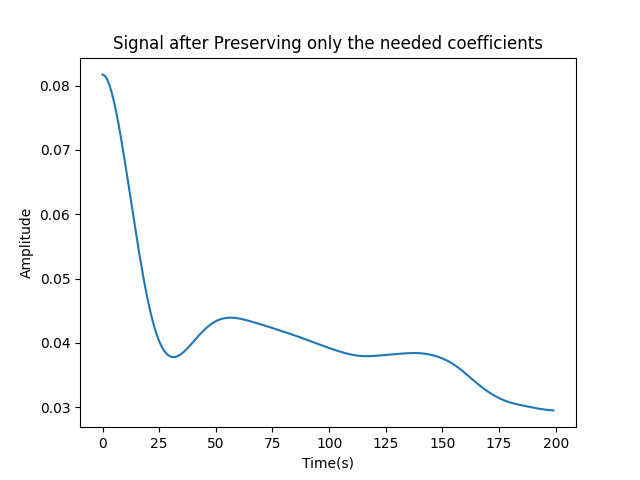 Signal after Preserving only the needed coefficients
0.08
0.07
0.06
0.05
0.04
0.03
Amplitude
0 25 50 75 100 125 150 175 200
Time(s)